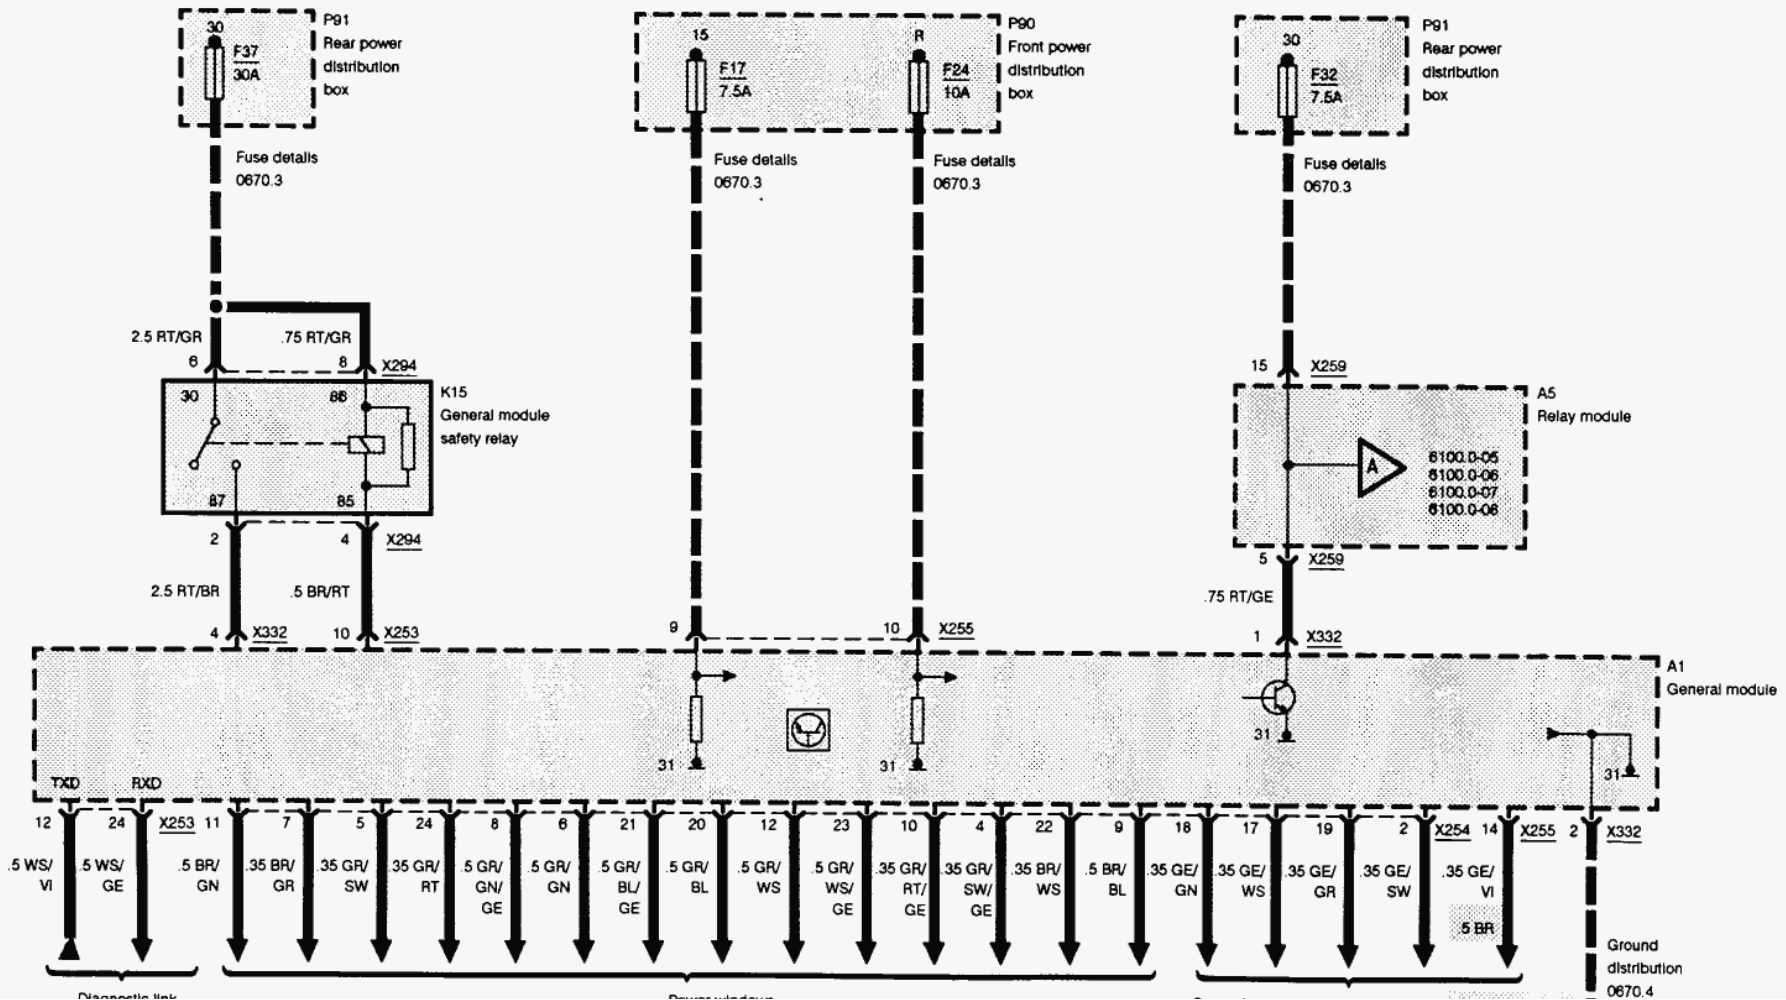 30
F37
30A
P91
Rear power
distribution
box
Fuse details
0670.3
15
F17
7.5A
R
F24
10A
P90
Front power
distribution
box
Fuse details
0670.3
Fuse details
0670.3
30
F32
7.5A
P91
Rear power
distribution
box
Fuse details
0670.3
2.5 RT/GR
.75 RT/GR
6
8
X294
30
86
K15
General module
safety relay
87
85
2
4
X294
2.5 RT/BR
.5 BR/RT
4
X332
10
X253
9
10
X255
15
X259
A5
Relay module
A
6100.0-05
6100.0-06
6100.0-07
6100.0-08
5
X259
.75 RT/GE
1
X332
A1
General module
31
31
31
31
TXD
RXD
12
24
X253
11
7
5
24
8
6
21
20
12
23
10
4
22
9
18
17
19
2
X254
14
X255
2
X332
.5 WS/
VI
.5 WS/
GE
.5 BR/
GN
.35 BR/
GR
.35 GR/
SW
.35 GR/
RT
.5 GR/
GN/
GE
.5 GR/
GN
.5 GR/
BL/
GE
.5 GR/
BL
.5 GR/
WS
.5 GR/
WS/
GE
.35 GR/
RT/
GE
.35 GR/
SW/
GE
.35 BR/
WS
.5 BR/
BL
.35 GE/
GN
.35 GE/
WS
.35 GE/
GR
.35 GE/
SW
.35 GE/
VI
.5 BR
Ground
distribution
0670.4
Diagnostic link
Power windows